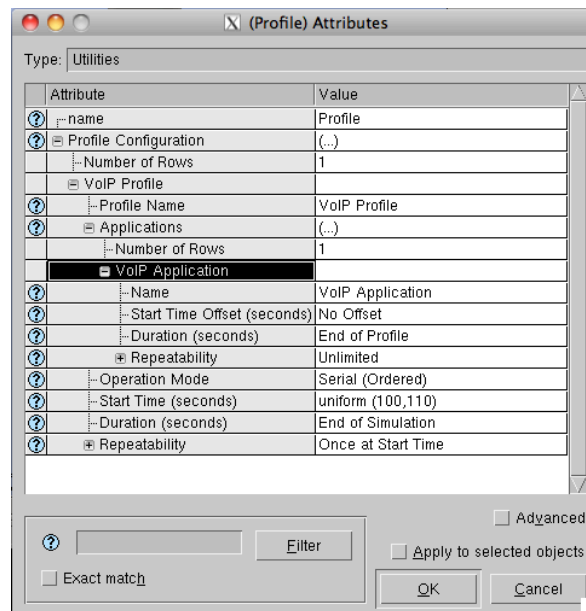 X (Profile) Attributes
Type: Utilities
Attribute Value
? name Profile
? Profile Configuration (...)
Number of Rows 1
VoIP Profile
? Profile Name VoIP Profile
? Applications (...)
Number of Rows 1
VoIP Application
? Name VoIP Application
? Start Time Offset (seconds) No Offset
? Duration (seconds) End of Profile
? Repeatability Unlimited
? Operation Mode Serial (Ordered)
? Start Time (seconds) uniform (100,110)
? Duration (seconds) End of Simulation
? Repeatability Once at Start Time
Advanced
? Filter
Apply to selected objects
Exact match
OK Cancel